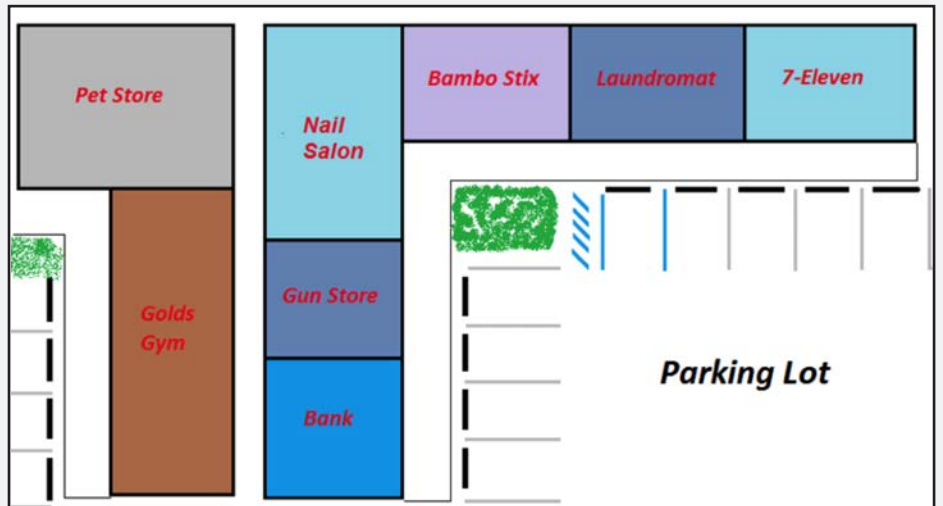 Pet Store
Nail
Salon
Bambo Stix
Laundromat
7-Eleven
Golds
Gym
Gun Store
Bank
Parking Lot